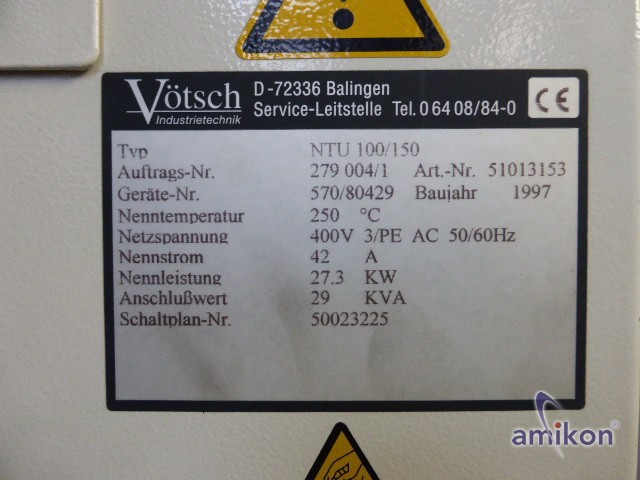 Vötsch
Industrietechnik
D-72336 Balingen
Service-Leitstelle Tel. 0 64 08/84-0
CE
Typ NTU 100/150
Auftrags-Nr. 279 004/1 Art.-Nr. 51013153
Geräte-Nr. 570/80429 Baujahr 1997
Nenntemperatur 250 °C
Netzspannung 400V 3/PE AC 50/60Hz
Nennstrom 42 A
Nennleistung 27.3 KW
Anschlußwert 29 KVA
Schaltplan-Nr. 50023225
amikon